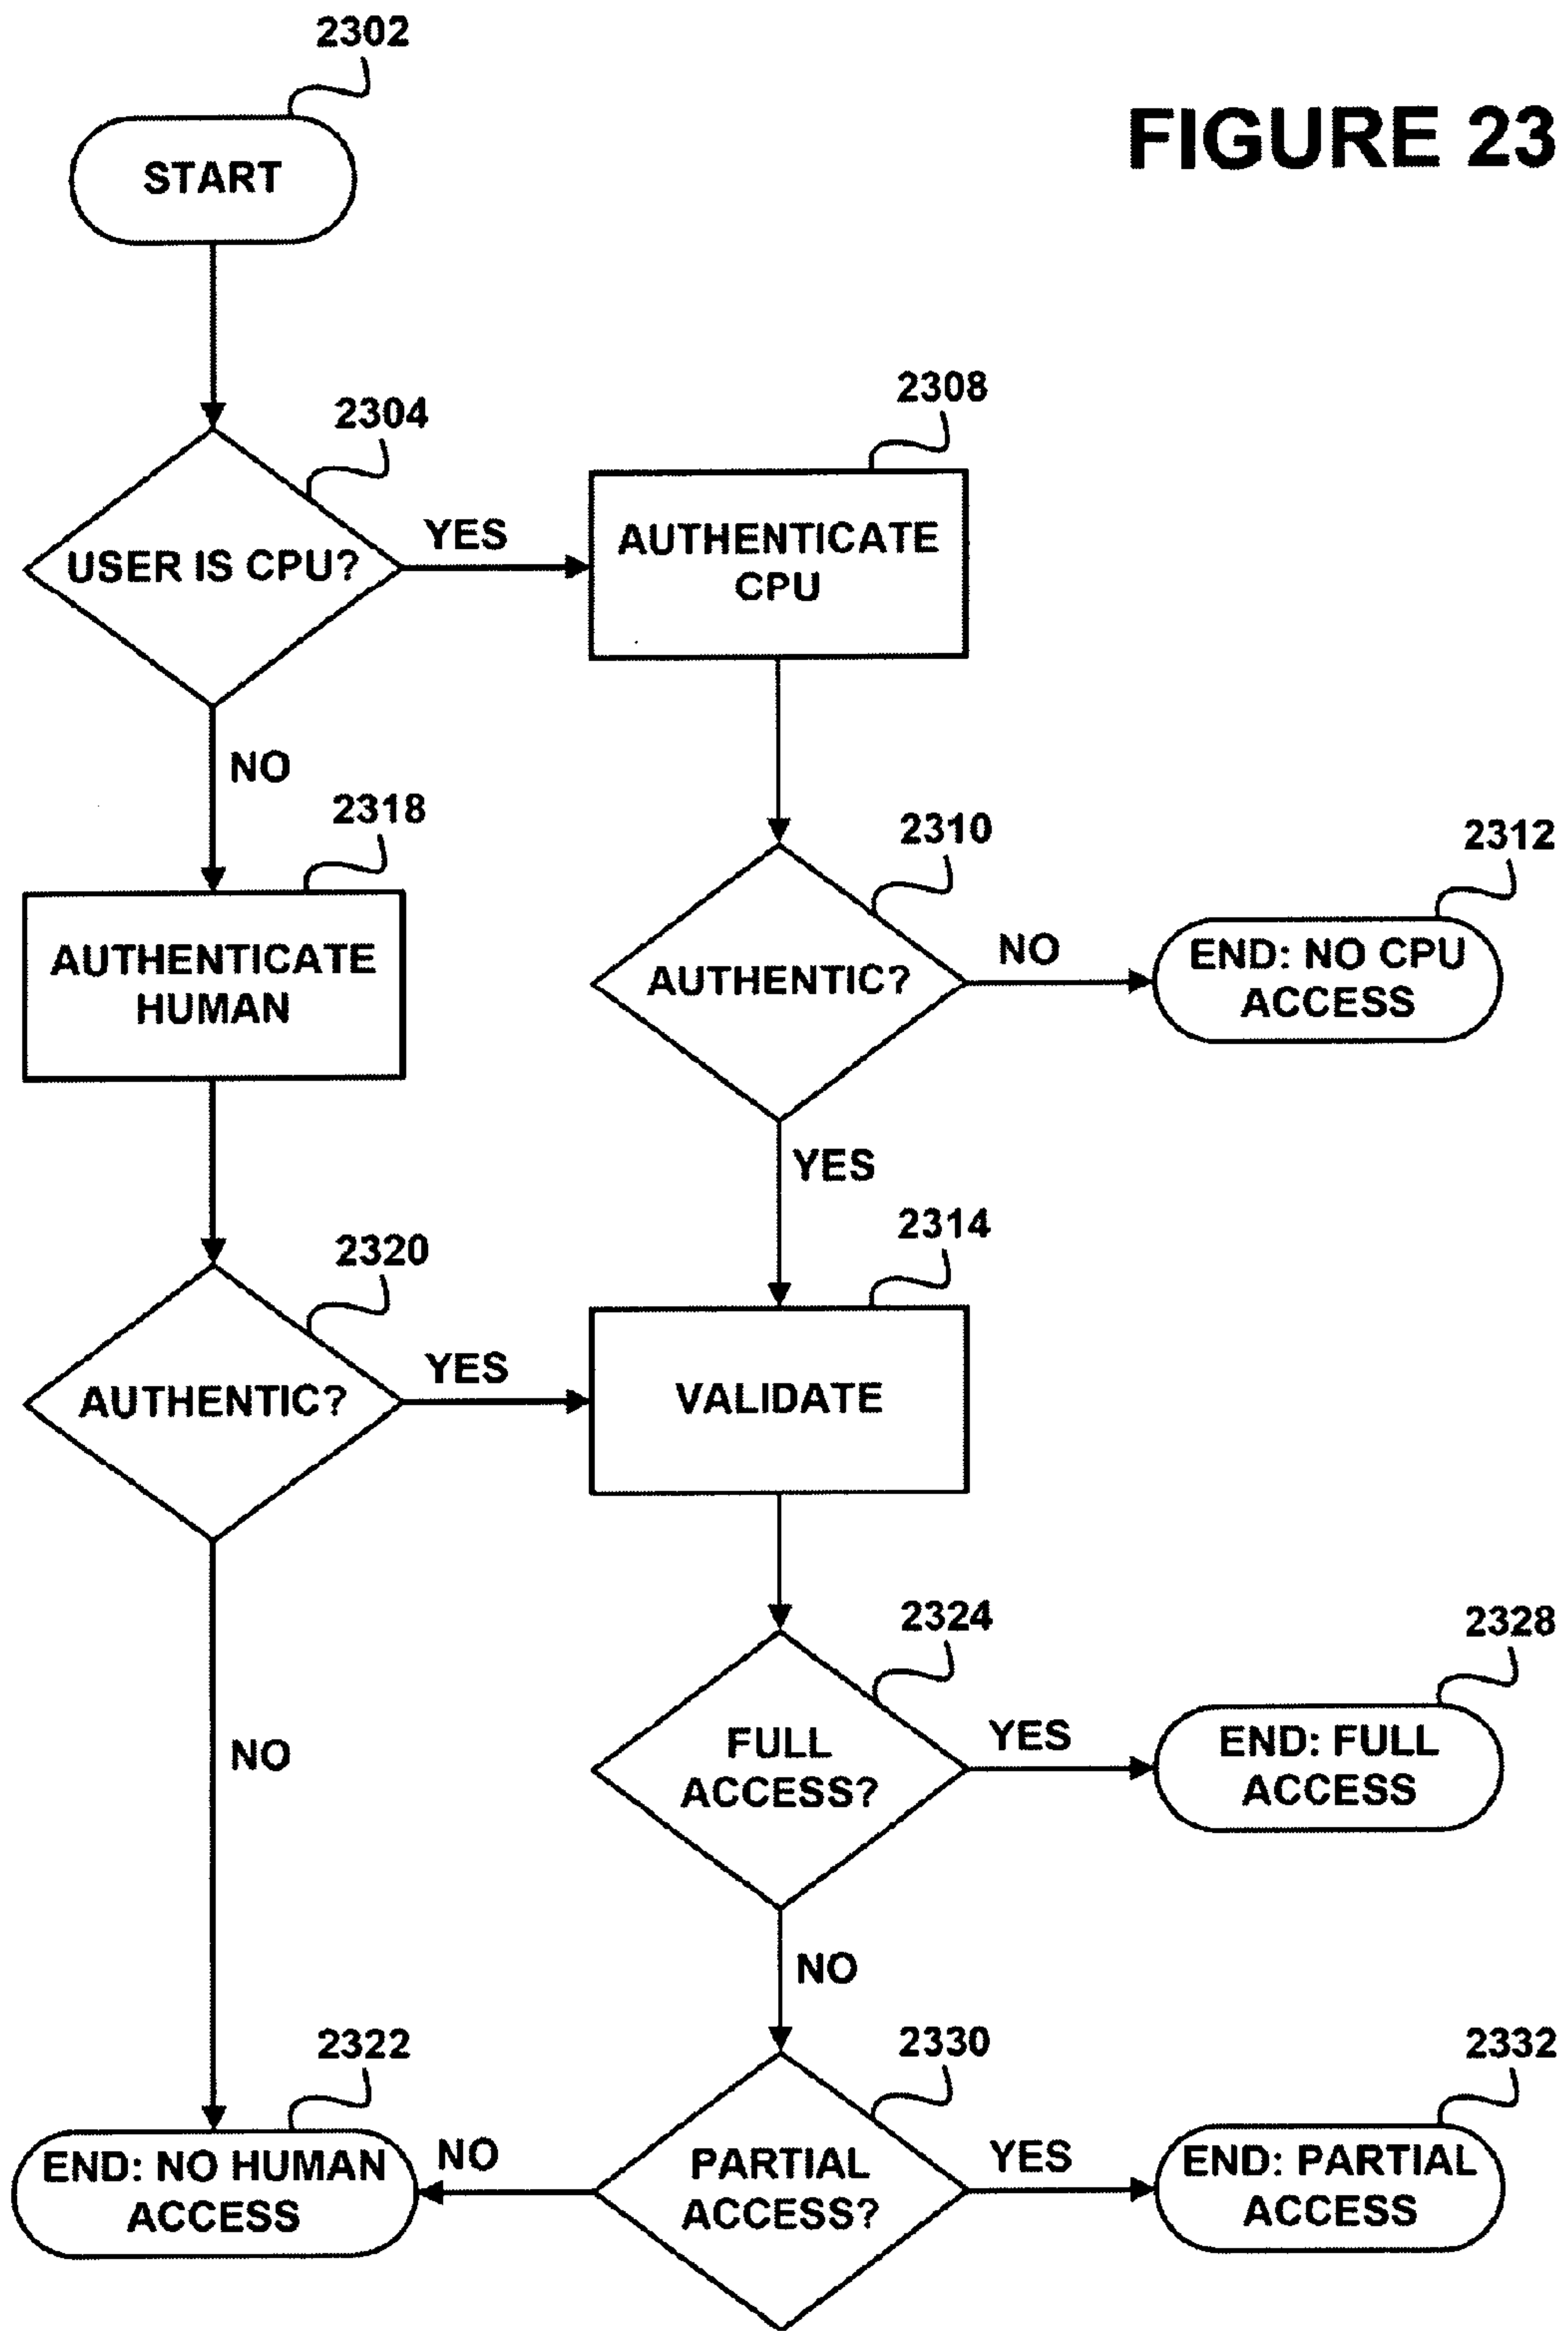 2302
FIGURE 23
START
2304
2308
USER IS CPU?
YES
AUTHENTICATE
CPU
NO
2318
2310
2312
AUTHENTICATE
HUMAN
AUTHENTIC?
NO
END: NO CPU
ACCESS
YES
2320
2314
AUTHENTIC?
YES
VALIDATE
2324
2328
NO
FULL
ACCESS?
YES
END: FULL
ACCESS
NO
2322
2330
2332
END: NO HUMAN
ACCESS
NO
PARTIAL
ACCESS?
YES
END: PARTIAL
ACCESS